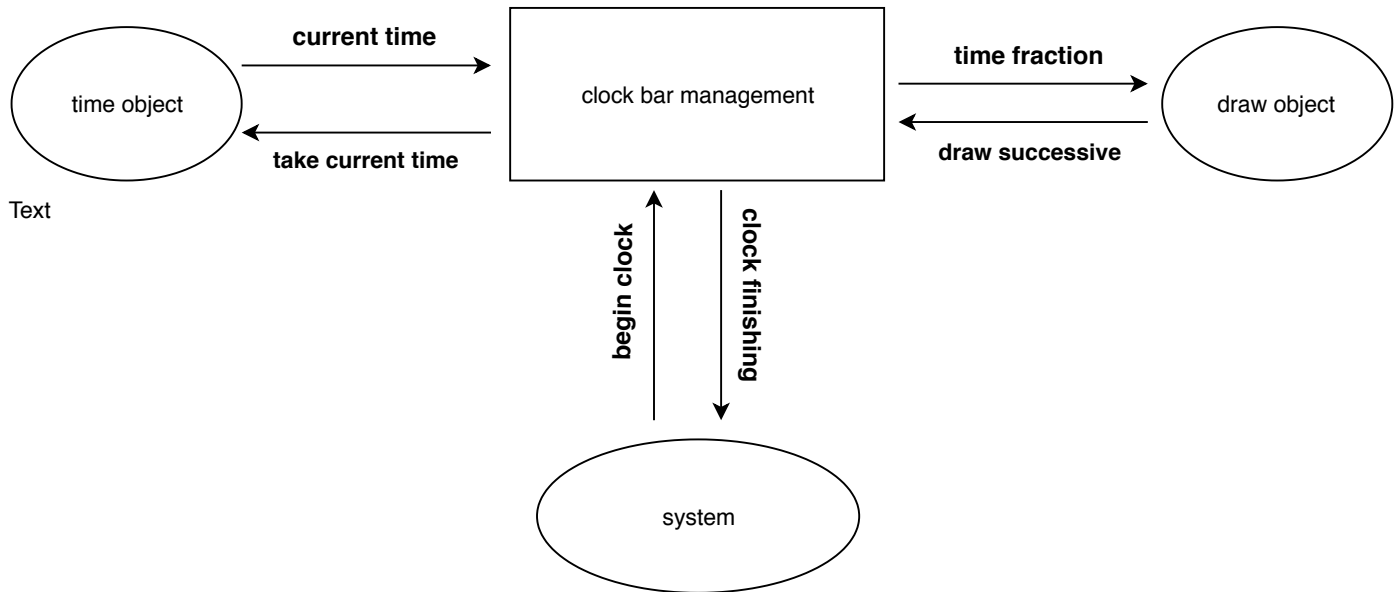 current time
time object
take current time
Text
clock bar management
time fraction
draw successive
draw object
begin clock
clock finishing
system